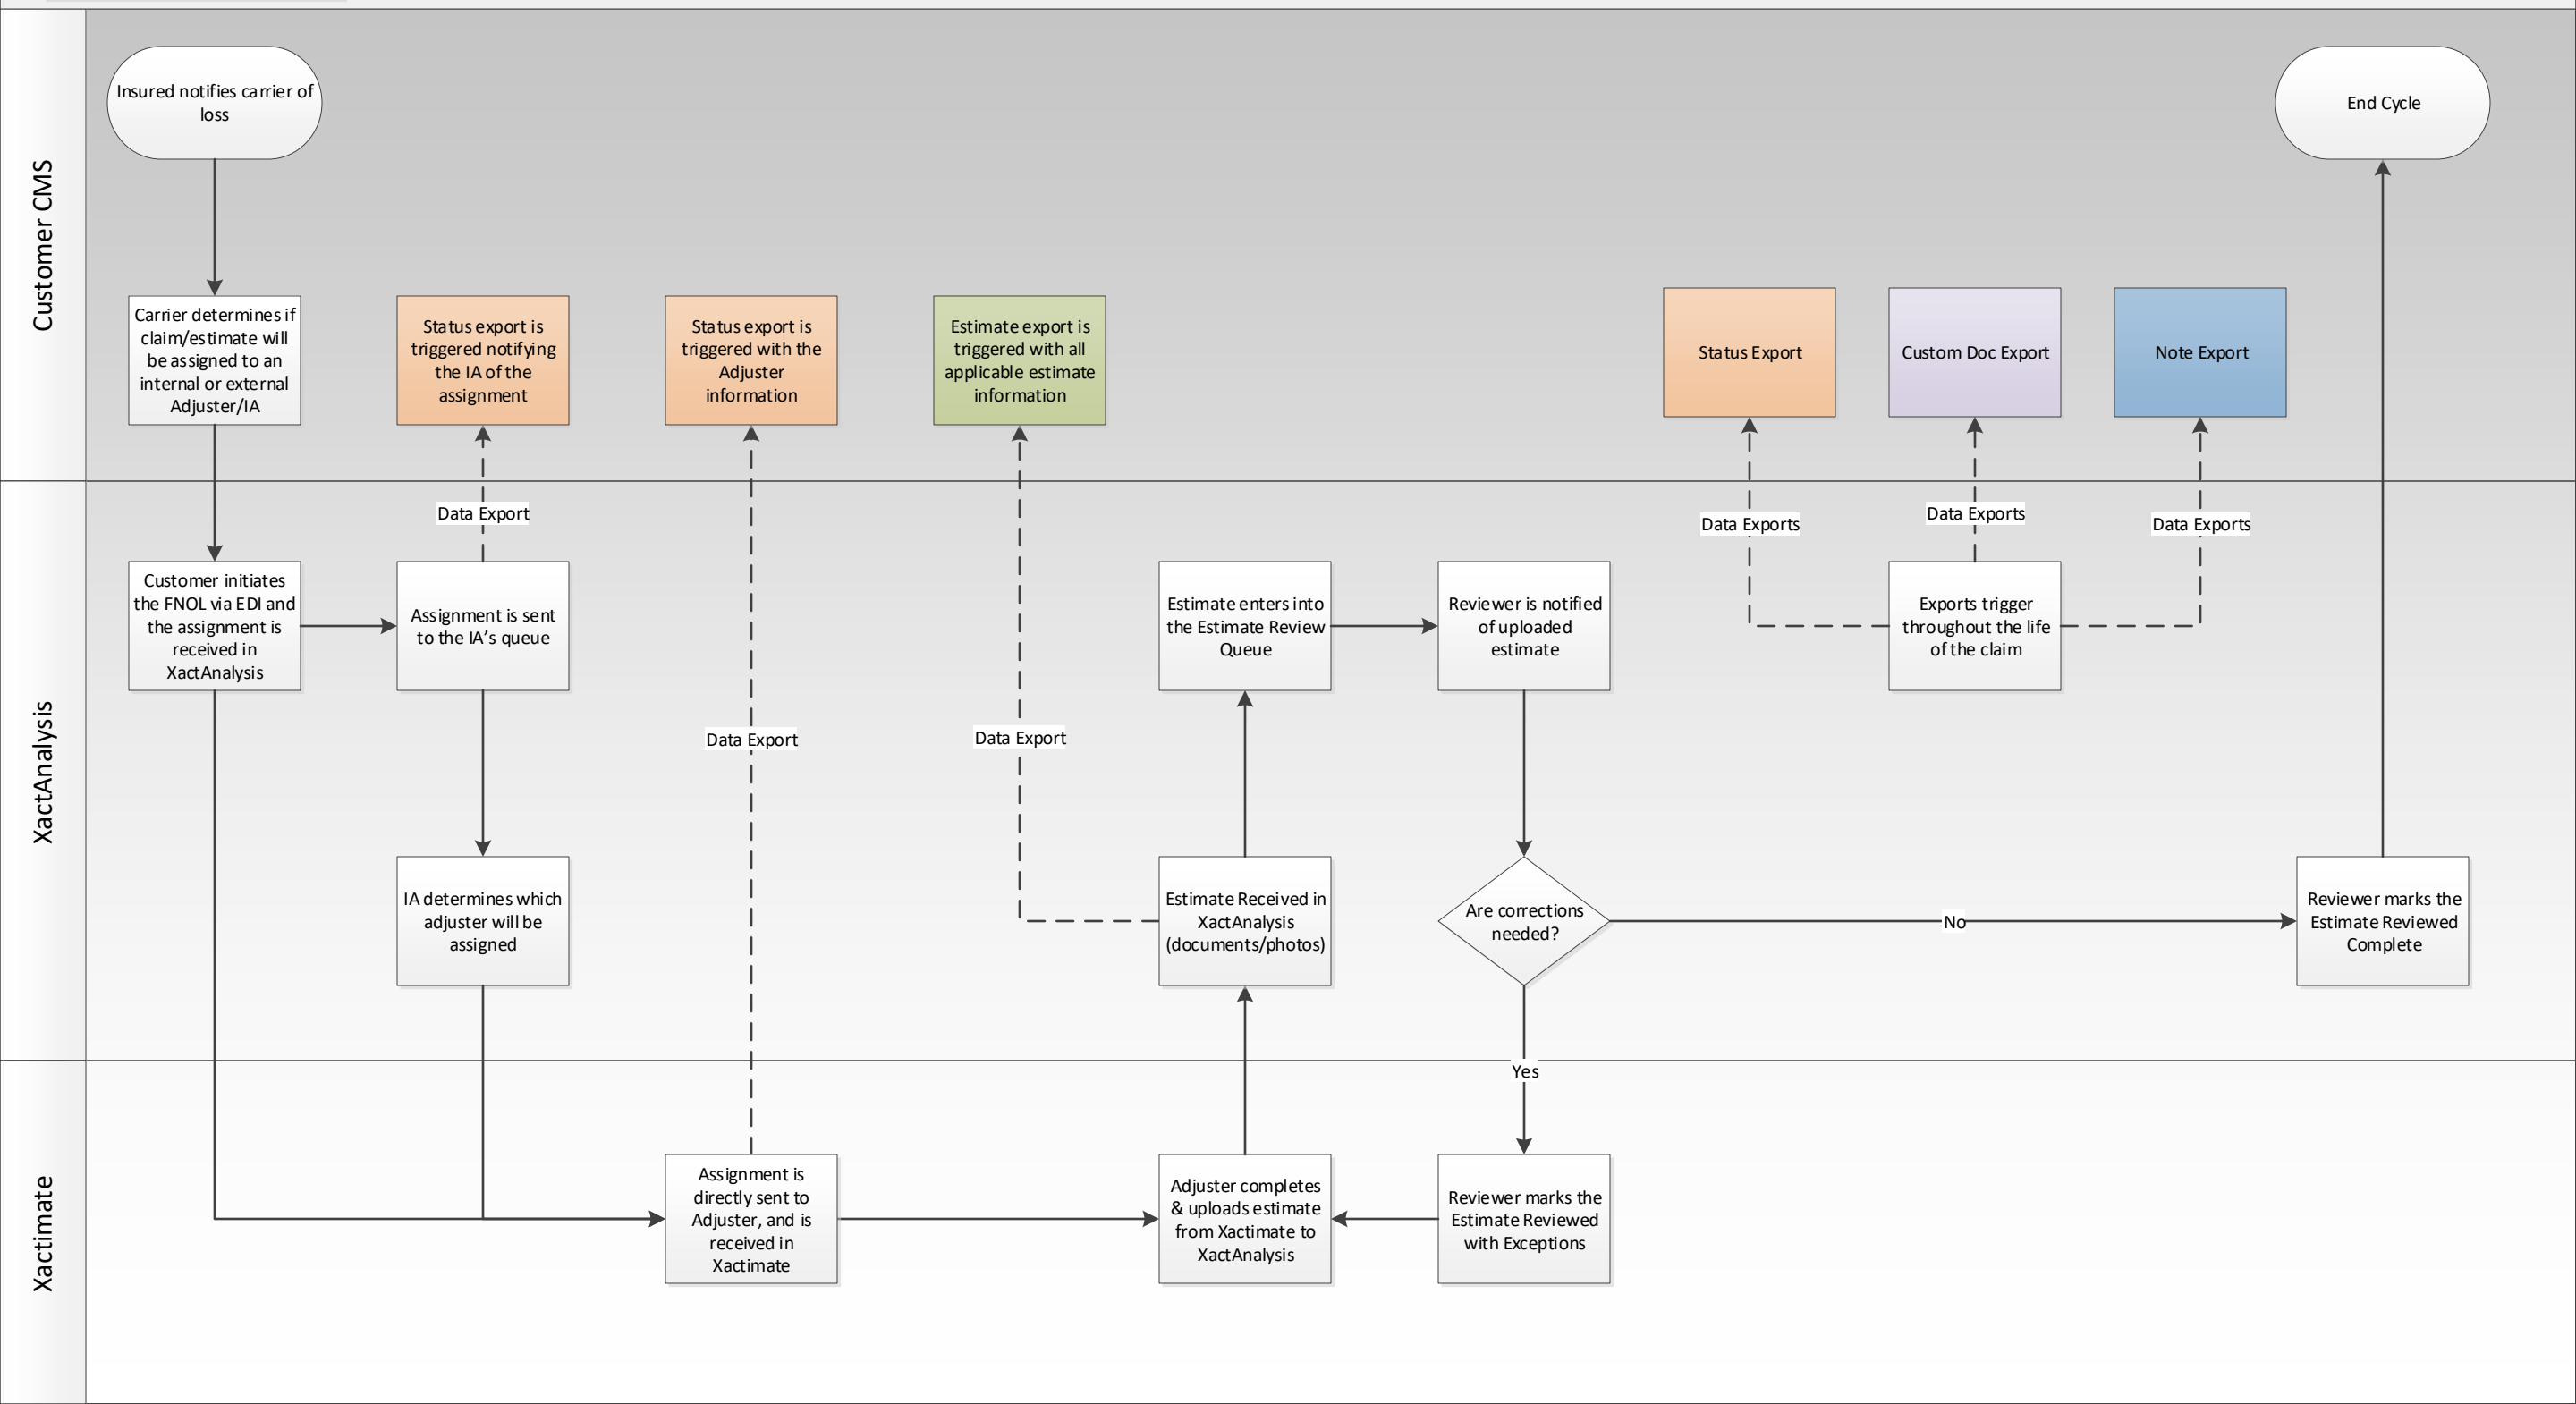 Customer CMS
Insured notifies carrier of
loss
End Cycle
Carrier determines if
claim/estimate will
be assigned to an
internal or external
Adjuster/IA
Status export is
triggered notifying
the IA of the
assignment
Status export is
triggered with the
Adjuster
information
Estimate export is
triggered with all
applicable estimate
information
Status Export
Custom Doc Export
Note Export
XactAnalysis
Data Export
Data Exports
Data Exports
Data Exports
Customer initiates
the FNOL via EDI and
the assignment is
received in
XactAnalysis
Assignment is sent
to the IA’s queue
Estimate enters into
the Estimate Review
Queue
Reviewer is notified
of uploaded
estimate
Exports trigger
throughout the life
of the claim
Data Export
Data Export
IA determines which
adjuster will be
assigned
Estimate Received in
XactAnalysis
(documents/photos)
Are corrections
needed?
No
Reviewer marks the
Estimate Reviewed
Complete
Xactimate
Yes
Assignment is
directly sent to
Adjuster, and is
received in
Xactimate
Adjuster completes
& uploads estimate
from Xactimate to
XactAnalysis
Reviewer marks the
Estimate Reviewed
with Exceptions